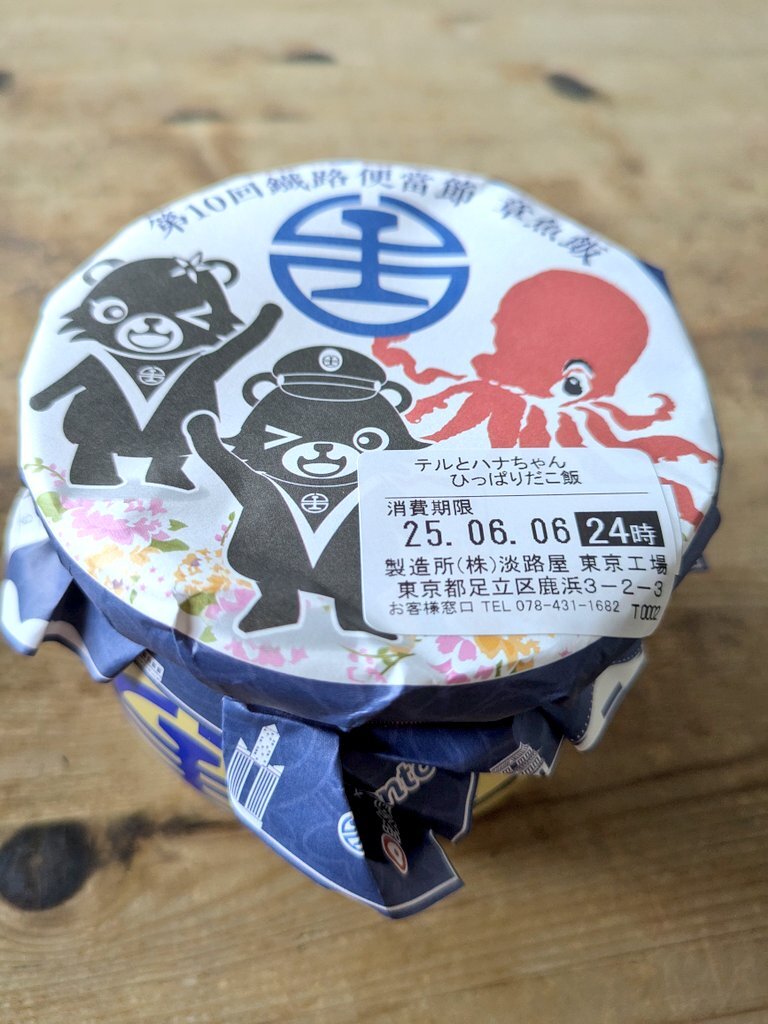 第10回鐵路便當節 章魚飯
テルとハナちゃん
ひっぱりだこ飯
消費期限
25.06.06 24時
製造所(株)淡路屋 東京工場
東京都足立区鹿浜3-2-3
お客様窓口 TEL 078-431-1682 T0002